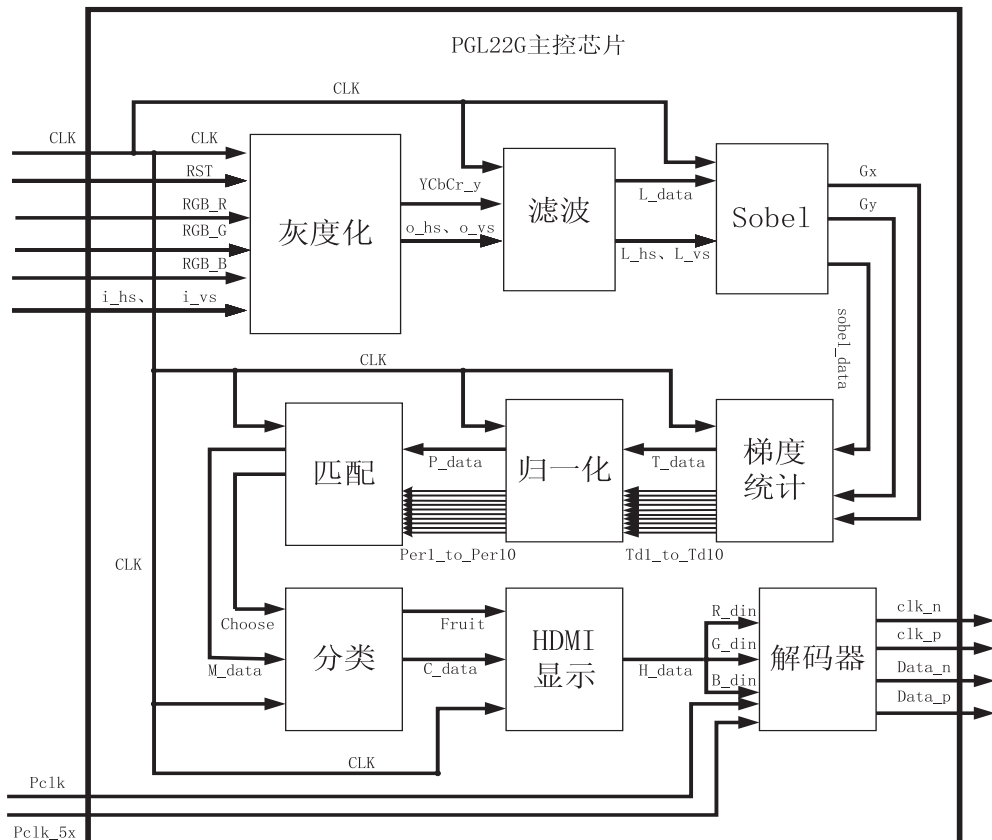 PGL22G主控芯片
CLK
CLK
CLK
RST
RGB_R
RGB_G
RGB_B
i_hs、 i_vs
灰度化
YCbCr_y
o_hs、o_vs
滤波
L_data
L_hs、L_vs
Sobel
Gx
Gy
sobel_data
CLK
匹配
P_data
Per1_to_Per10
归一化
T_data
Td1_to_Td10
梯度
统计
CLK
Choose
M_data
分类
Fruit
C_data
HDMI
显示
H_data
R_din
G_din
B_din
解码器
clk_n
clk_p
Data_n
Data_p
CLK
Pclk
Pclk_5x